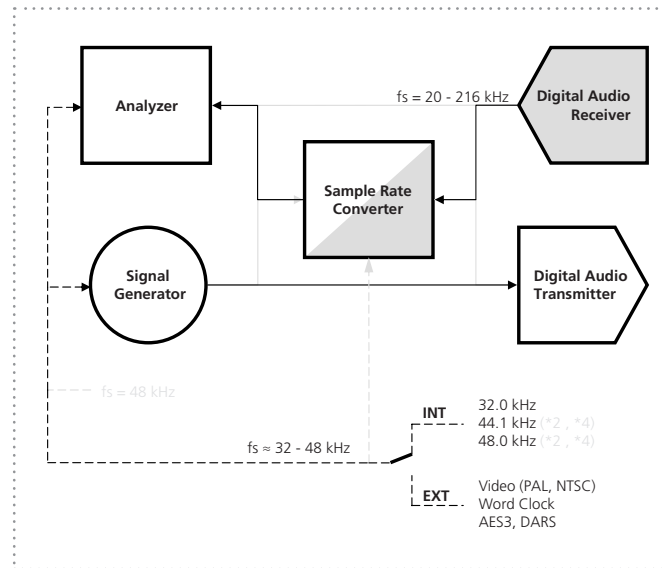 Analyzer
fs = 20 - 216 kHz
Digital Audio
Receiver
Sample Rate
Converter
Signal
Generator
Digital Audio
Transmitter
fs = 48 kHz
fs ≈ 32 - 48 kHz
INT
32.0 kHz
44.1 kHz (*2 , *4)
48.0 kHz (*2 , *4)
EXT
Video (PAL, NTSC)
Word Clock
AES3, DARS